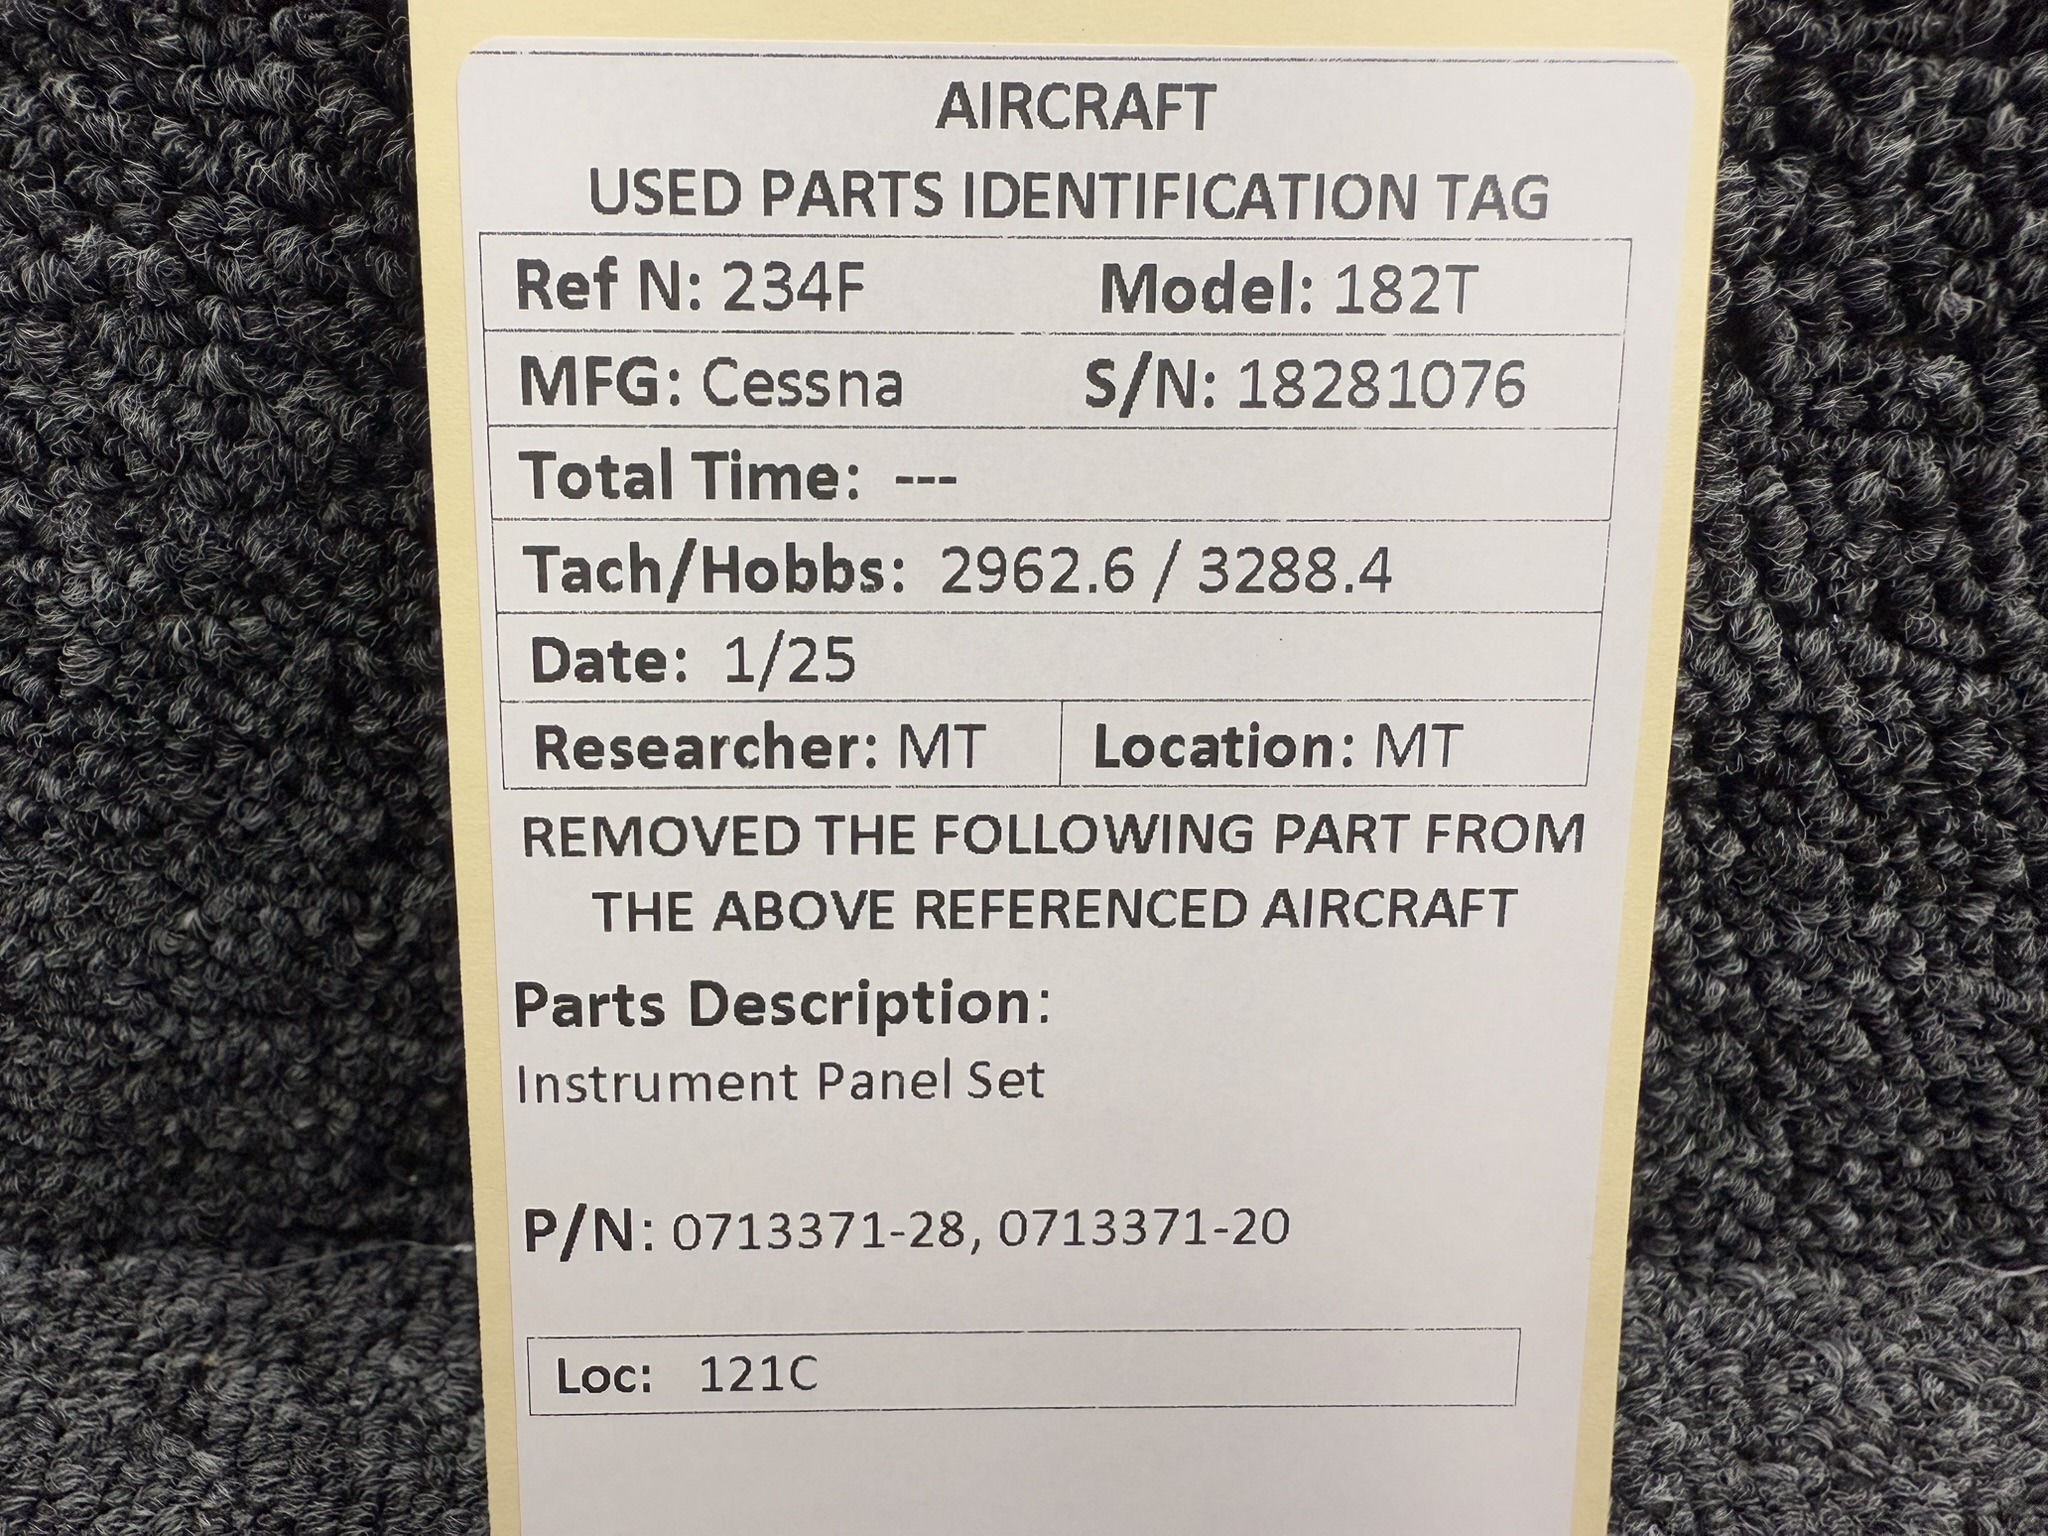 AIRCRAFT
USED PARTS IDENTIFICATION TAG
Ref N: 234F Model: 182T
MFG: Cessna S/N: 18281076
Total Time: ---
Tach/Hobbs: 2962.6 / 3288.4
Date: 1/25
Researcher: MT Location: MT
REMOVED THE FOLLOWING PART FROM
THE ABOVE REFERENCED AIRCRAFT
Parts Description:
Instrument Panel Set
P/N: 0713371-28, 0713371-20
Loc: 121C